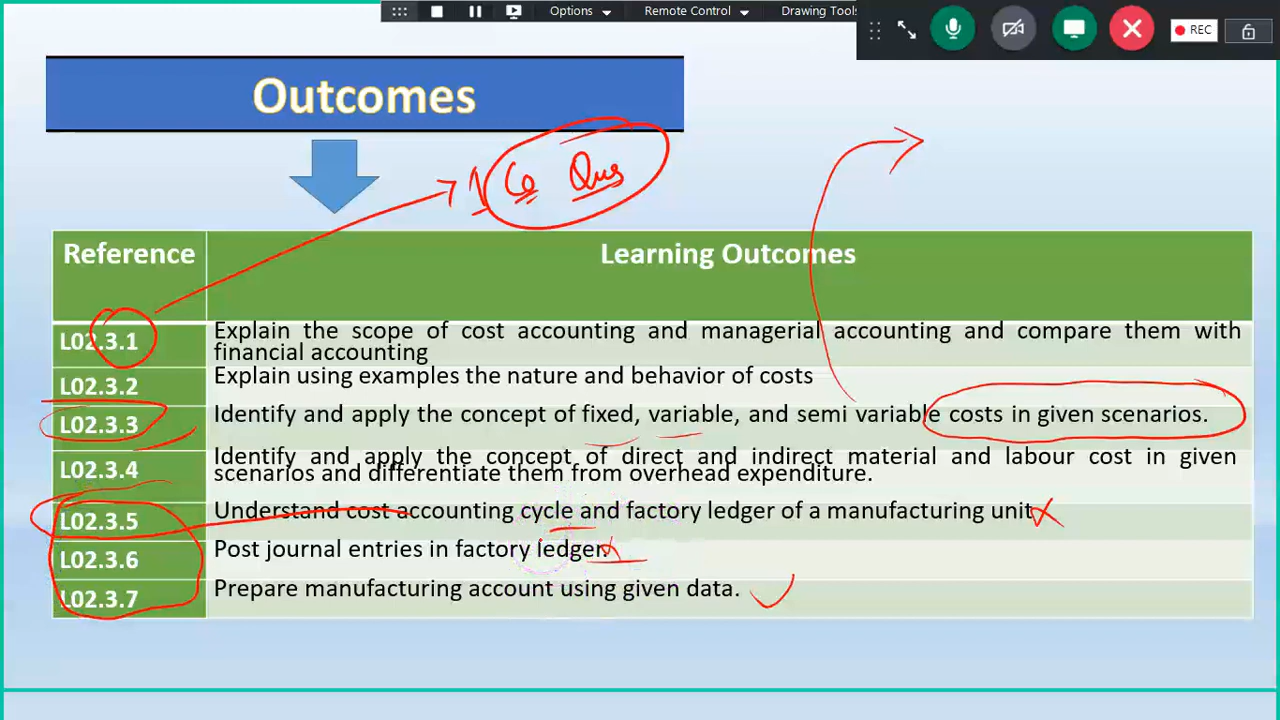 Options Remote Control Drawing Tools
REC
Outcomes
Qus
Reference Learning Outcomes
L02.3.1 Explain the scope of cost accounting and managerial accounting and compare them with
financial accounting
L02.3.2 Explain using examples the nature and behavior of costs
L02.3.3 Identify and apply the concept of fixed, variable, and semi variable costs in given scenarios.
L02.3.4 Identify and apply the concept of direct and indirect material and labour cost in given
scenarios and differentiate them from overhead expenditure.
L02.3.5 Understand cost accounting cycle and factory ledger of a manufacturing unit
L02.3.6 Post journal entries in factory ledger.
L02.3.7 Prepare manufacturing account using given data.